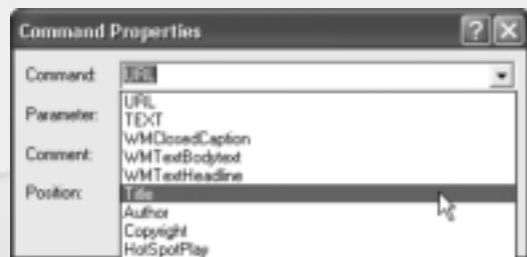 Command Properties
Command: URL
URL
Parameter: TEXT
WMClosedCaption
Comment: WMTextBodytext
WMTextHeadline
Position: Title
Author
Copyright
HotSpotPlay